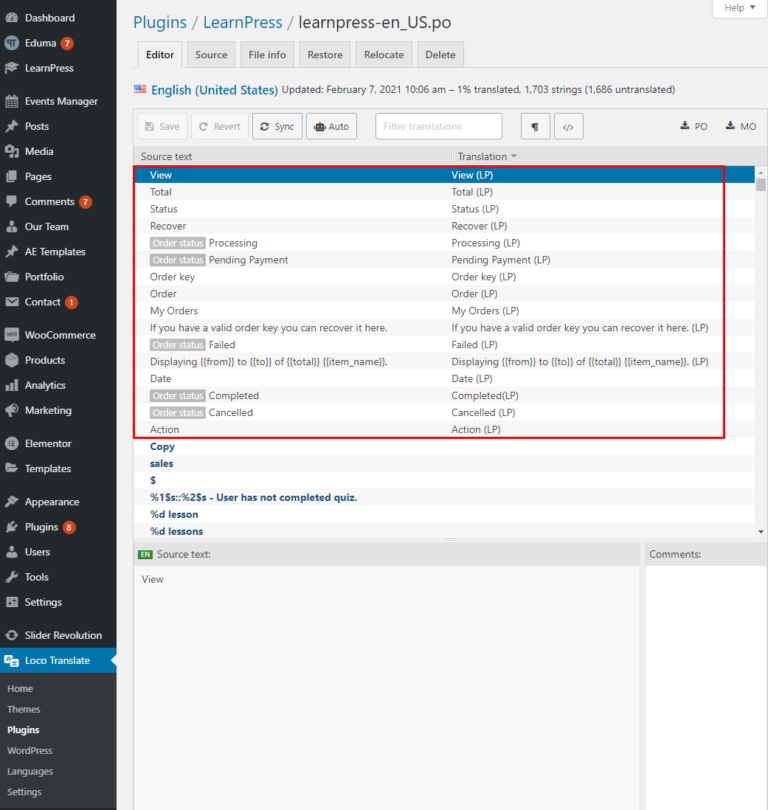 Help
Dashboard
Eduma 7
LearnPress
Events Manager
Posts
Media
Pages
Comments 7
Our Team
AE Templates
Portfolio
Contact 1
WooCommerce
Products
Analytics
Marketing
Elementor
Templates
Appearance
Plugins 8
Users
Tools
Settings
Slider Revolution
Loco Translate
Home
Themes
Plugins
WordPress
Languages
Settings
Plugins / LearnPress / learnpress-en_US.po
Editor Source File info Restore Relocate Delete
English (United States) Updated: February 7, 2021 10:06 am – 1% translated, 1,703 strings (1,686 untranslated)
Save Revert Sync Auto Filter translations ¶ </> PO MO
Source text Translation
View View (LP)
Total Total (LP)
Status Status (LP)
Recover Recover (LP)
Order status Processing Processing (LP)
Order status Pending Payment Pending Payment (LP)
Order key Order key (LP)
Order Order (LP)
My Orders My Orders (LP)
If you have a valid order key you can recover it here. If you have a valid order key you can recover it here. (LP)
Order status Failed Failed (LP)
Displaying {{from}} to {{to}} of {{total}} {{item_name}}. Displaying {{from}} to {{to}} of {{total}} {{item_name}}. (LP)
Date Date (LP)
Order status Completed Completed(LP)
Order status Cancelled Cancelled (LP)
Action Action (LP)
Copy
sales
$
%1$s::%2$s - User has not completed quiz.
%d lesson
%d lessons
EN Source text: Comments:
View